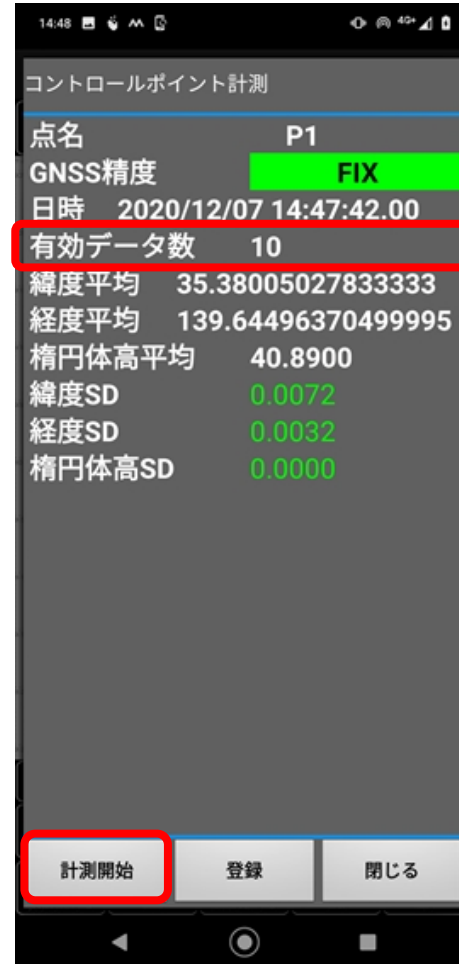 14:48 4G+
コントロールポイント計測
点名 P1
GNSS精度 FIX
日時 2020/12/07 14:47:42.00
有効データ数 10
緯度平均 35.38005027833333
経度平均 139.64496370499995
楕円体高平均 40.8900
緯度SD 0.0072
経度SD 0.0032
楕円体高SD 0.0000
計測開始 登録 閉じる